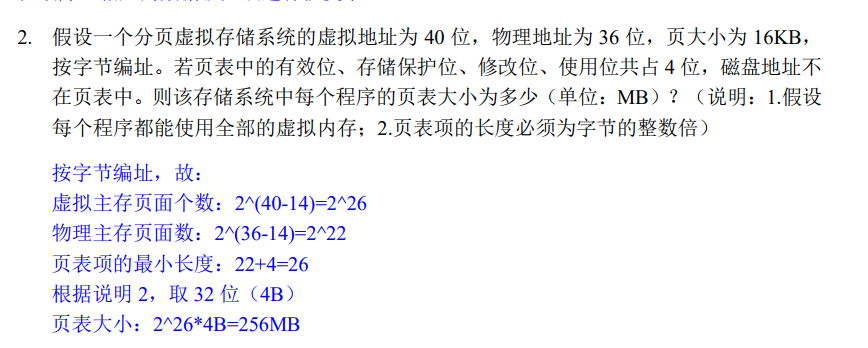 2. 假设一个分页虚拟存储系统的虚拟地址为 40 位，物理地址为 36 位，页大小为 16KB，
按字节编址。若页表中的有效位、存储保护位、修改位、使用位共占 4 位，磁盘地址不
在页表中。则该存储系统中每个程序的页表大小为多少（单位：MB）？（说明：1.假设
每个程序都能使用全部的虚拟内存；2.页表项的长度必须为字节的整数倍）
按字节编址，故：
虚拟主存页面个数：2^(40-14)=2^26
物理主存页面数：2^(36-14)=2^22
页表项的最小长度：22+4=26
根据说明 2，取 32 位（4B）
页表大小：2^26*4B=256MB